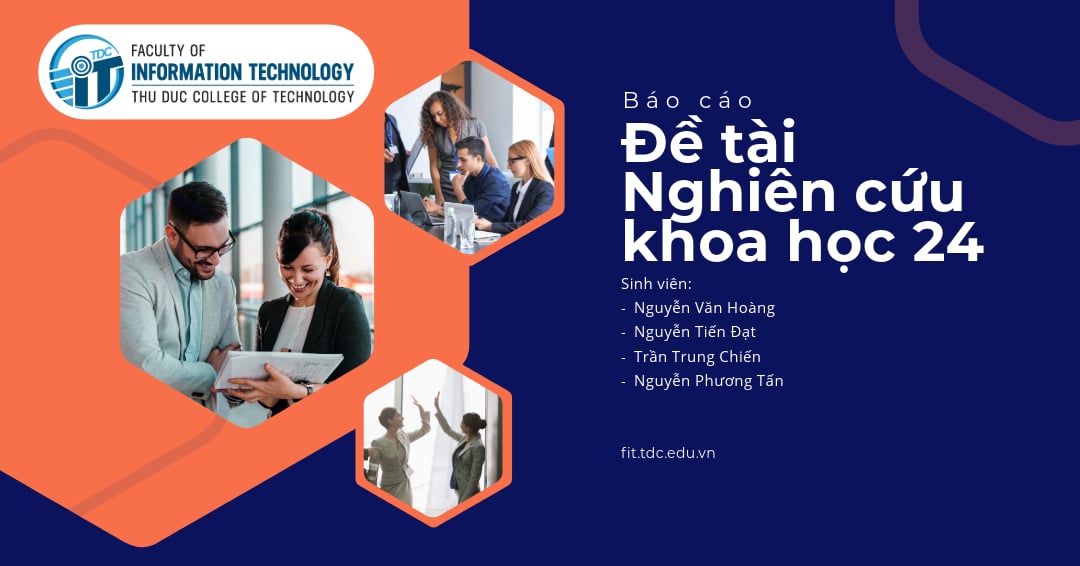 TDC
iT
FACULTY OF
INFORMATION TECHNOLOGY
THU DUC COLLEGE OF TECHNOLOGY
Báo cáo
Đề tài
Nghiên cứu
khoa học 24
Sinh viên:
- Nguyễn Văn Hoàng
- Nguyễn Tiến Đạt
- Trần Trung Chiến
- Nguyễn Phương Tấn
fit.tdc.edu.vn